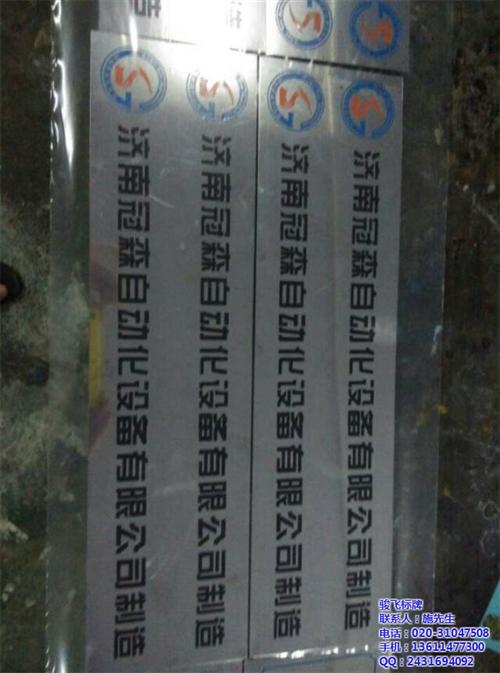 造
造
济南冠森自动化设备有限公司制造
济南冠森自动化设备有限公司制造
济南冠森自动化设备有限公司制造
济南冠森自动化设备有限公司制造
骏飞标牌
联系人：施先生
电话：020-31047508
手机：13611477300
QQ：2431694092